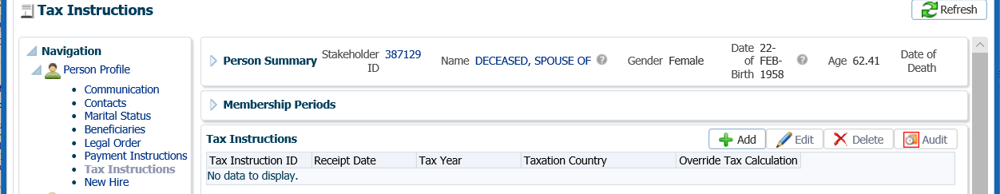 Tax Instructions
Refresh
Navigation
Person Profile
Communication
Contacts
Marital Status
Beneficiaries
Legal Order
Payment Instructions
Tax Instructions
New Hire
Person Summary
Stakeholder
ID
387129
Name DECEASED, SPOUSE OF
Gender Female
Date
of
Birth
22-
FEB-
1958
Age 62.41
Date of
Death
Membership Periods
Tax Instructions
Add
Edit
Delete
Audit
Tax Instruction ID Receipt Date Tax Year Taxation Country Override Tax Calculation
No data to display.